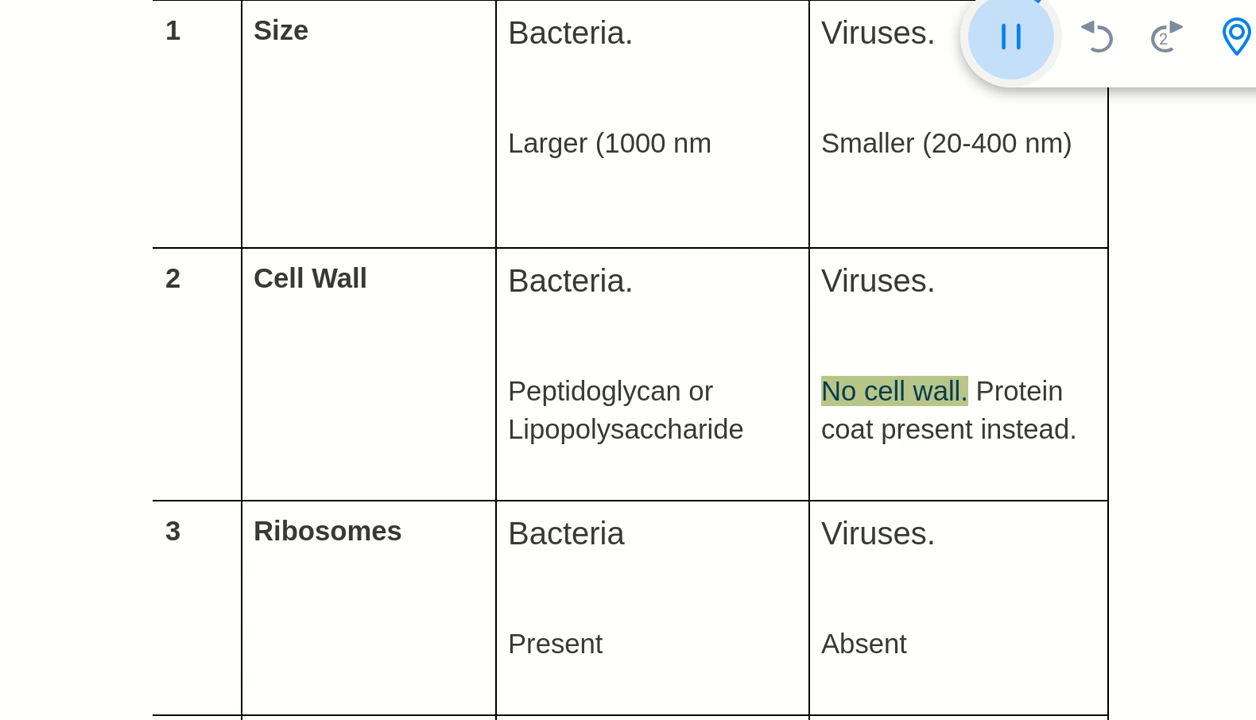 1
Size
Bacteria.
Viruses.
Larger (1000 nm
Smaller (20-400 nm)
2
2
Cell Wall
Bacteria.
Viruses.
Peptidoglycan or
Lipopolysaccharide
No cell wall. Protein
coat present instead.
3
Ribosomes
Bacteria
Viruses.
Present
Absent